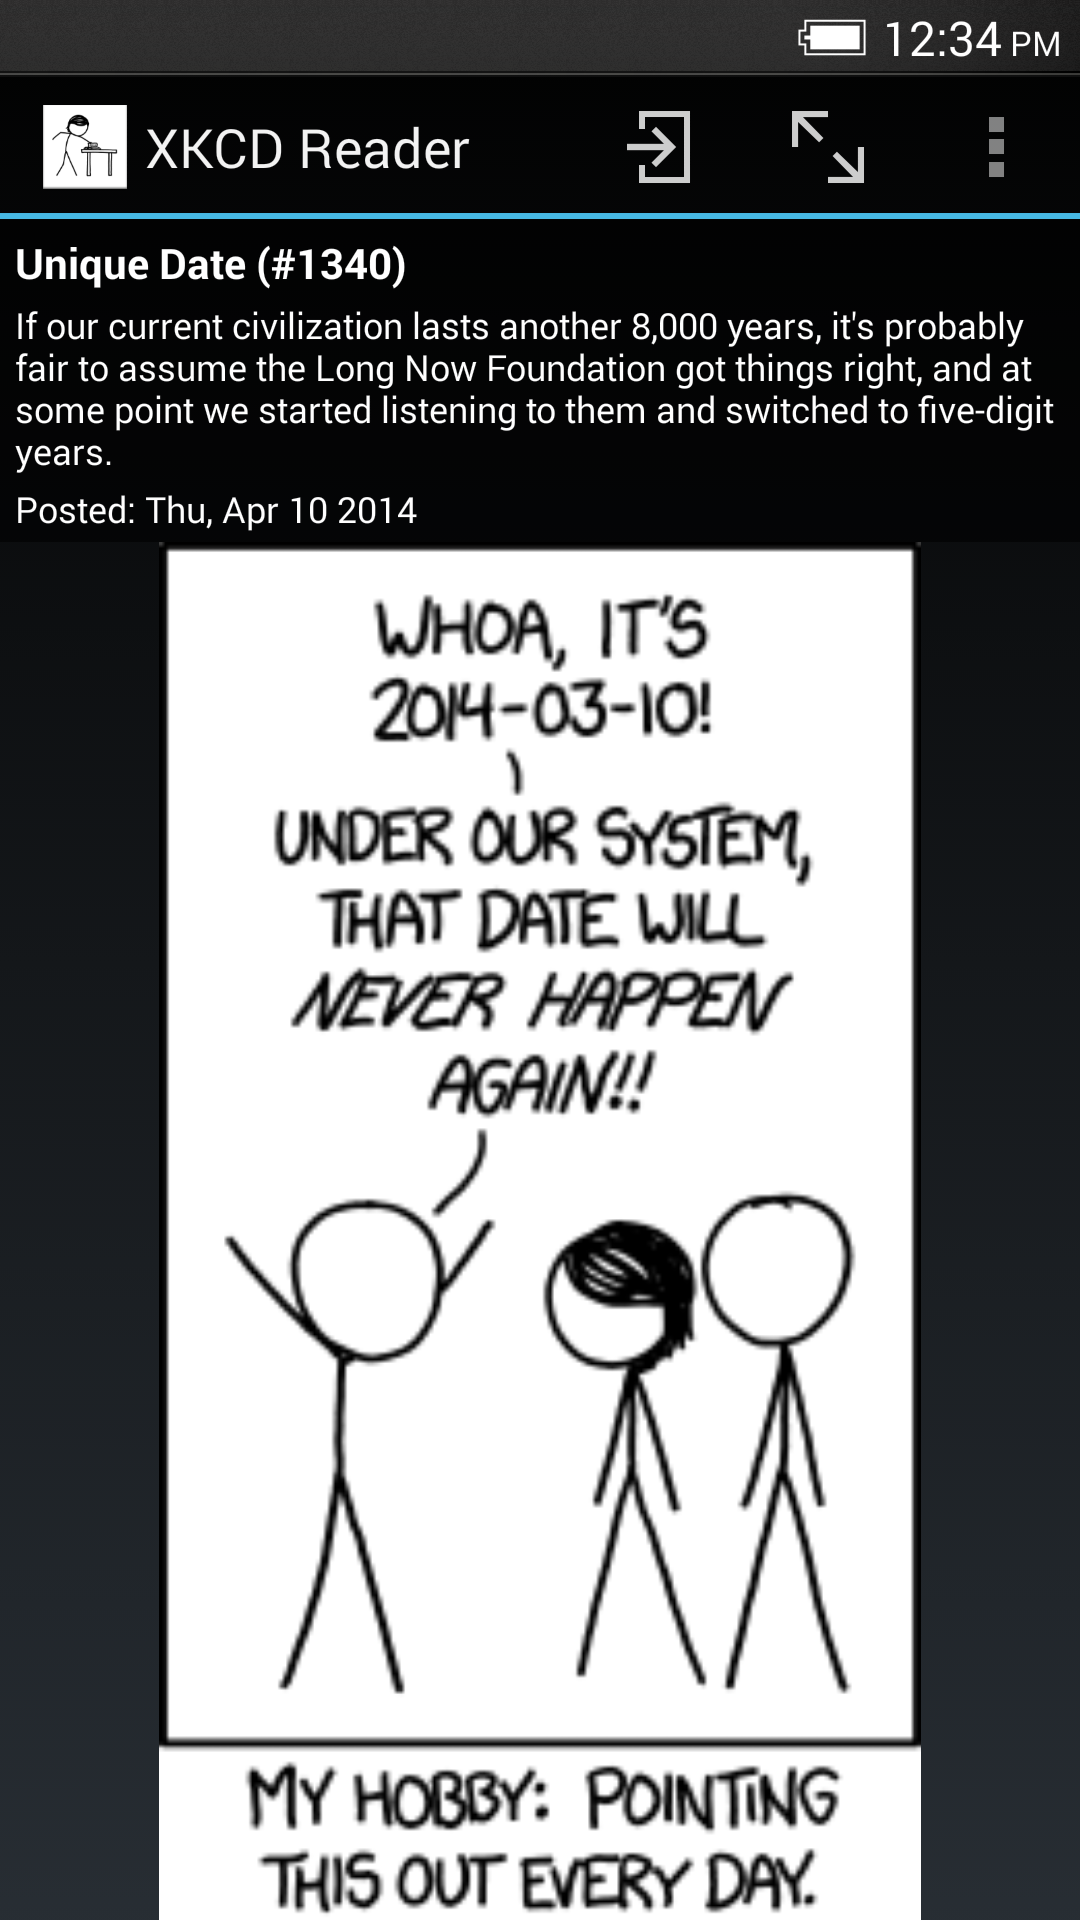 12:34 PM
XKCD Reader
Unique Date (#1340)
If our current civilization lasts another 8,000 years, it's probably
fair to assume the Long Now Foundation got things right, and at
some point we started listening to them and switched to five-digit
years.
Posted: Thu, Apr 10 2014
WHOA, IT'S
2014-03-10!
UNDER OUR SYSTEM,
THAT DATE WILL
NEVER HAPPEN
AGAIN!!
MY HOBBY: POINTING
THIS OUT EVERY DAY.